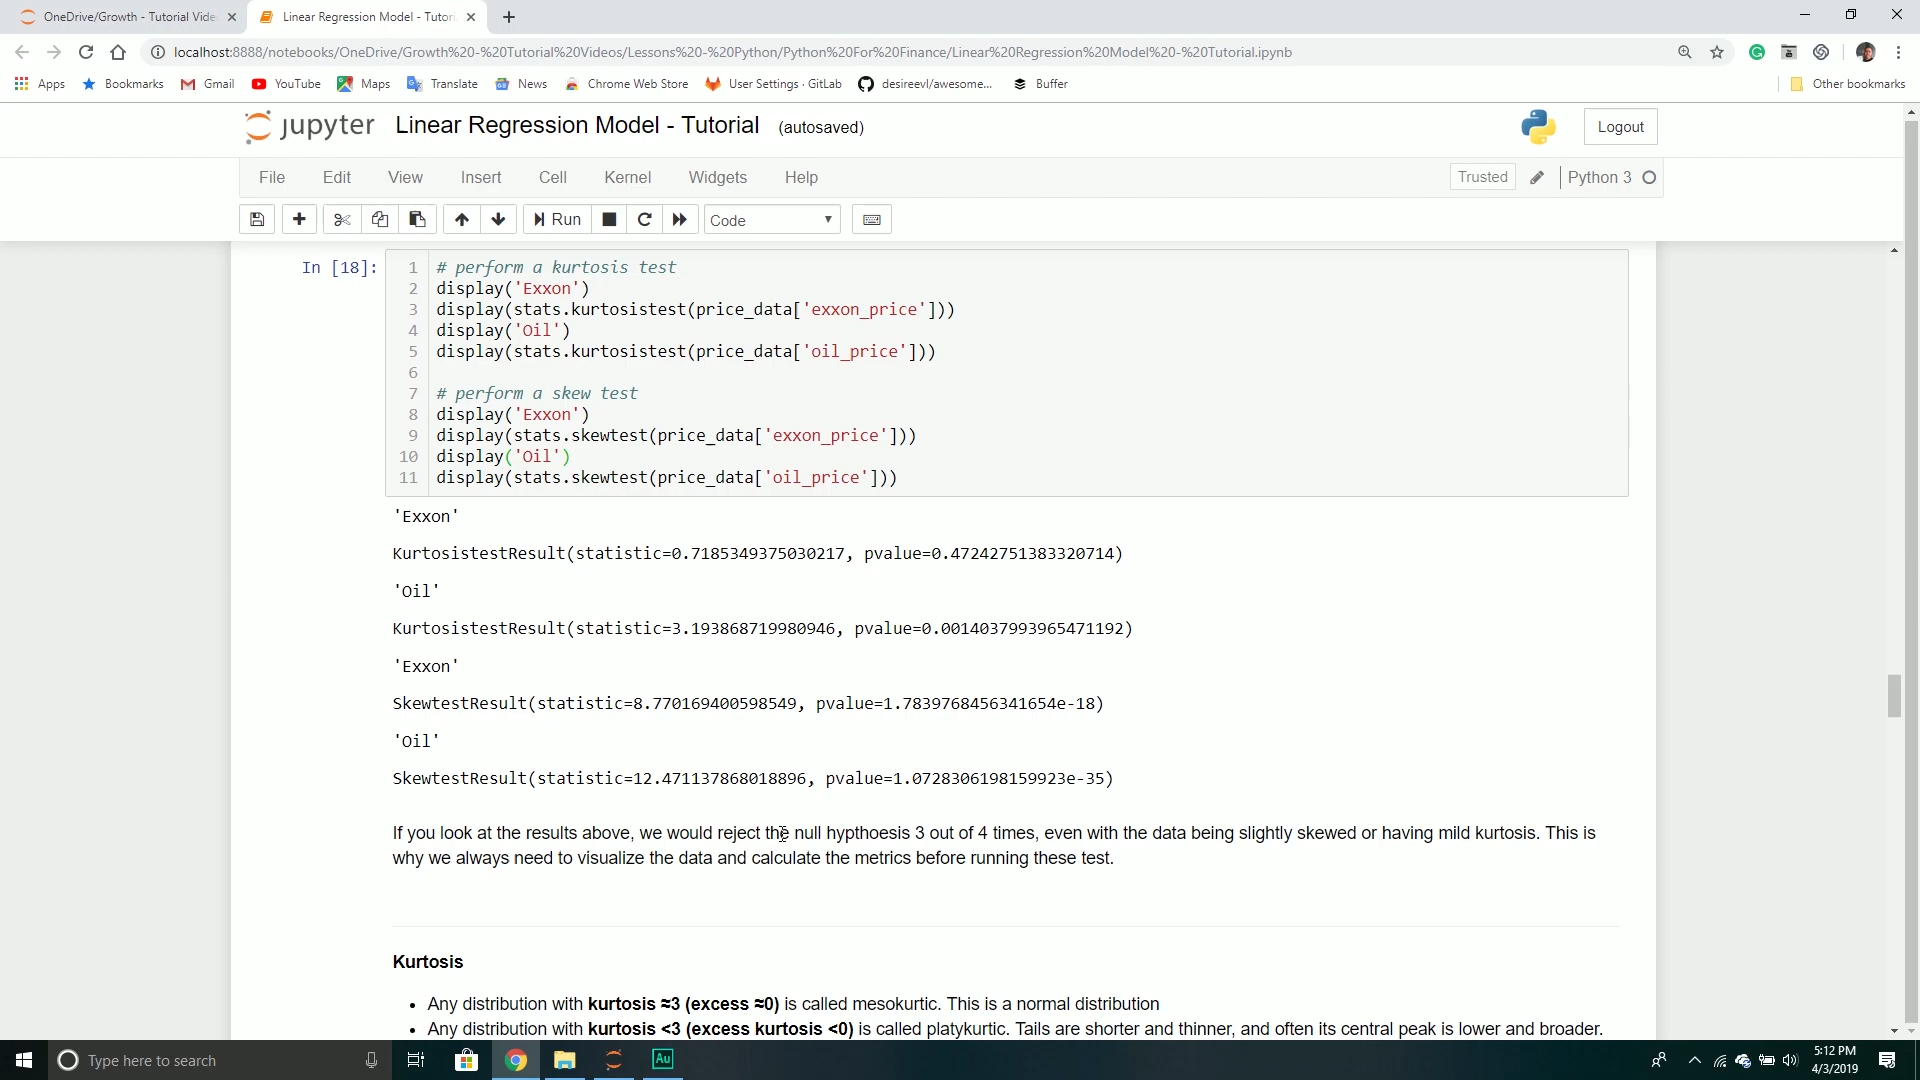 OneDrive/Growth - Tutorial Vide
Linear Regression Model - Tutori
localhost:8888/notebooks/OneDrive/Growth%20-%20Tutorial%20Videos/Lessons%20-%20Python/Python%20For%20Finance/Linear%20Regression%20Model%20-%20Tutorial.ipynb
Apps Bookmarks Gmail YouTube Maps Translate News Chrome Web Store User Settings · GitLab desireevl/awesome... Buffer Other bookmarks
jupyter Linear Regression Model - Tutorial (autosaved) Logout
File Edit View Insert Cell Kernel Widgets Help Trusted Python 3
Run Code
In [18]:
1 # perform a kurtosis test
2 display('Exxon')
3 display(stats.kurtosistest(price_data['exxon_price']))
4 display('Oil')
5 display(stats.kurtosistest(price_data['oil_price']))
6
7 # perform a skew test
8 display('Exxon')
9 display(stats.skewtest(price_data['exxon_price']))
10 display('Oil')
11 display(stats.skewtest(price_data['oil_price']))
'Exxon'
KurtosistestResult(statistic=0.7185349375030217, pvalue=0.47242751383320714)
'Oil'
KurtosistestResult(statistic=3.193868719980946, pvalue=0.0014037993965471192)
'Exxon'
SkewtestResult(statistic=8.770169400598549, pvalue=1.7839768456341654e-18)
'Oil'
SkewtestResult(statistic=12.471137868018896, pvalue=1.0728306198159923e-35)
If you look at the results above, we would reject the null hypthoesis 3 out of 4 times, even with the data being slightly skewed or having mild kurtosis. This is
why we always need to visualize the data and calculate the metrics before running these test.
Kurtosis
• Any distribution with kurtosis ≈3 (excess ≈0) is called mesokurtic. This is a normal distribution
• Any distribution with kurtosis <3 (excess kurtosis <0) is called platykurtic. Tails are shorter and thinner, and often its central peak is lower and broader.
Type here to search
Au
5:12 PM
4/3/2019